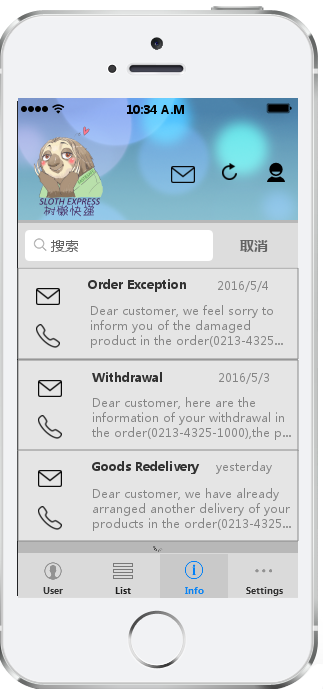 10:34 A.M
SLOTH EXPRESS
树懒快递
搜索
取消
Order Exception 2016/5/4
Dear customer, we feel sorry to
inform you of the damaged
product in the order(0213-4325...
Withdrawal 2016/5/3
Dear customer, here are the
information of your withdrawal in
the order(0213-4325-1000),the p...
Goods Redelivery yesterday
Dear customer, we have already
arranged another delivery of your
products in the order(0213-4325...
User List Info Settings